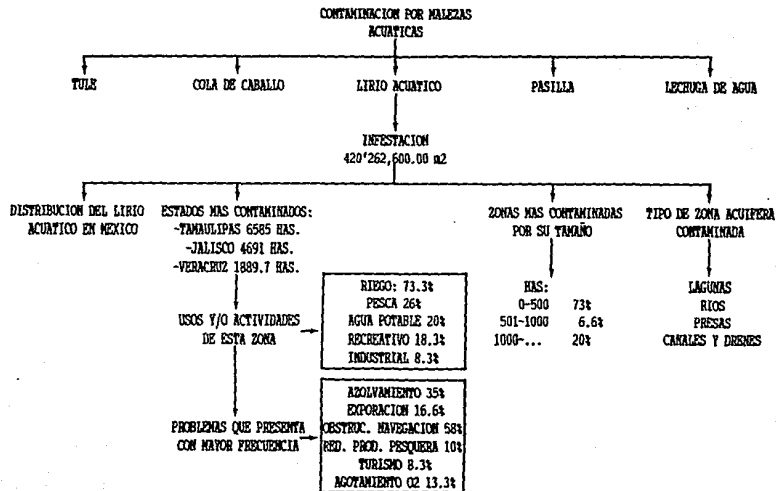 CONTAMINACION POR MALEZAS
ACUATICAS
TULE
COLA DE CABALLO
LIRIO ACUATICO
PASILLA
LECHUGA DE AGUA
INFESTACION
420'262,600.00 m2
DISTRIBUCION DEL LIRIO
ACUATICO EN MEXICO
ESTADOS MAS CONTAMINADOS:
-TAMAULIPAS 6585 HAS.
-JALISCO 4691 HAS.
-VERACRUZ 1889.7 HAS.
ZONAS MAS CONTAMINADAS
POR SU TAMAÑO
TIPO DE ZONA ACUIFERA
CONTAMINADA
HAS:
0-500 73%
501-1000 6.6%
1000-... 20%
LAGUNAS
RIOS
PRESAS
CANALES Y DRENES
USOS Y/O ACTIVIDADES
DE ESTA ZONA
RIEGO: 73.3%
PESCA 26%
AGUA POTABLE 20%
RECREATIVO 18.3%
INDUSTRIAL 8.3%
PROBLEMAS QUE PRESENTA
CON MAYOR FRECUENCIA
AZOLVAMIENTO 35%
EXPORACION 16.6%
OBSTRUC. NAVEGACION 58%
RED. PROD. PESQUERA 10%
TURISMO 8.3%
AGOTAMIENTO O2 13.3%